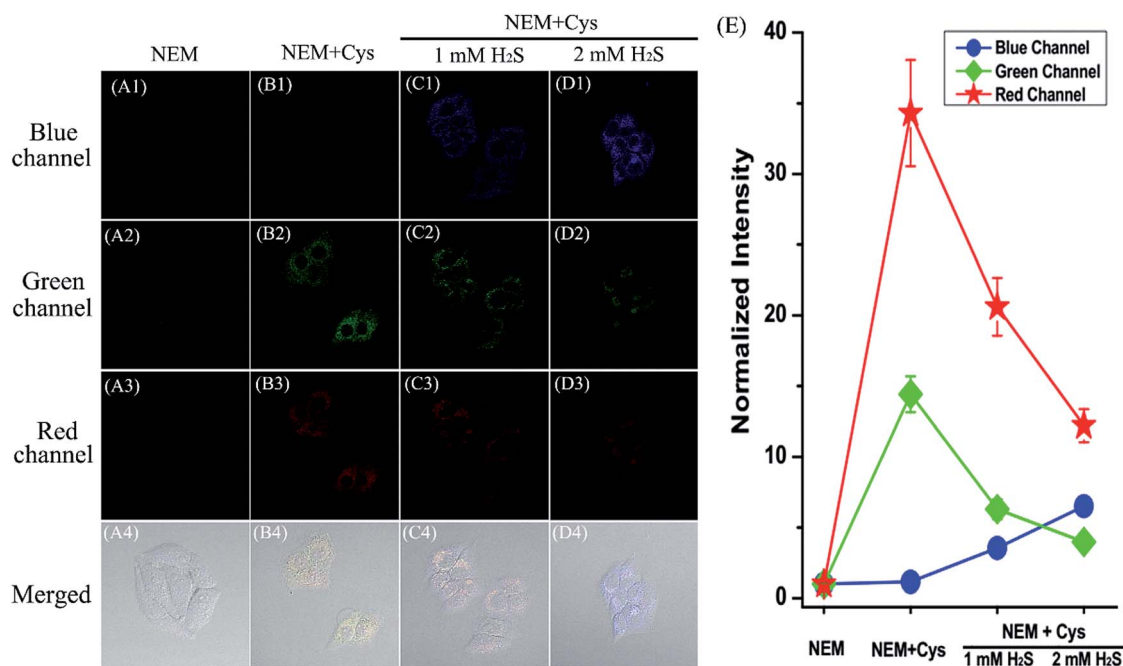 NEM+Cys
NEM NEM+Cys 1 mM H₂S 2 mM H₂S
(A1) (B1) (C1) (D1)
Blue channel
(A2) (B2) (C2) (D2)
Green channel
(A3) (B3) (C3) (D3)
Red channel
(A4) (B4) (C4) (D4)
Merged
(E)
Blue Channel
Green Channel
Red Channel
Normalized Intensity
40
30
20
10
0
NEM NEM+Cys NEM + Cys
1 mM H₂S 2 mM H₂S